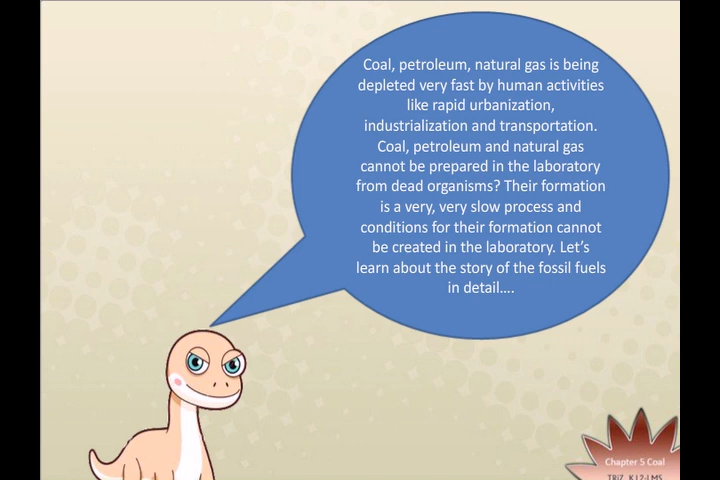 Coal, petroleum, natural gas is being
depleted very fast by human activities
like rapid urbanization,
industrialization and transportation.
Coal, petroleum and natural gas
cannot be prepared in the laboratory
from dead organisms? Their formation
is a very, very slow process and
conditions for their formation cannot
be created in the laboratory. Let's
learn about the story of the fossil fuels
in detail....
Chapter 5 Coal